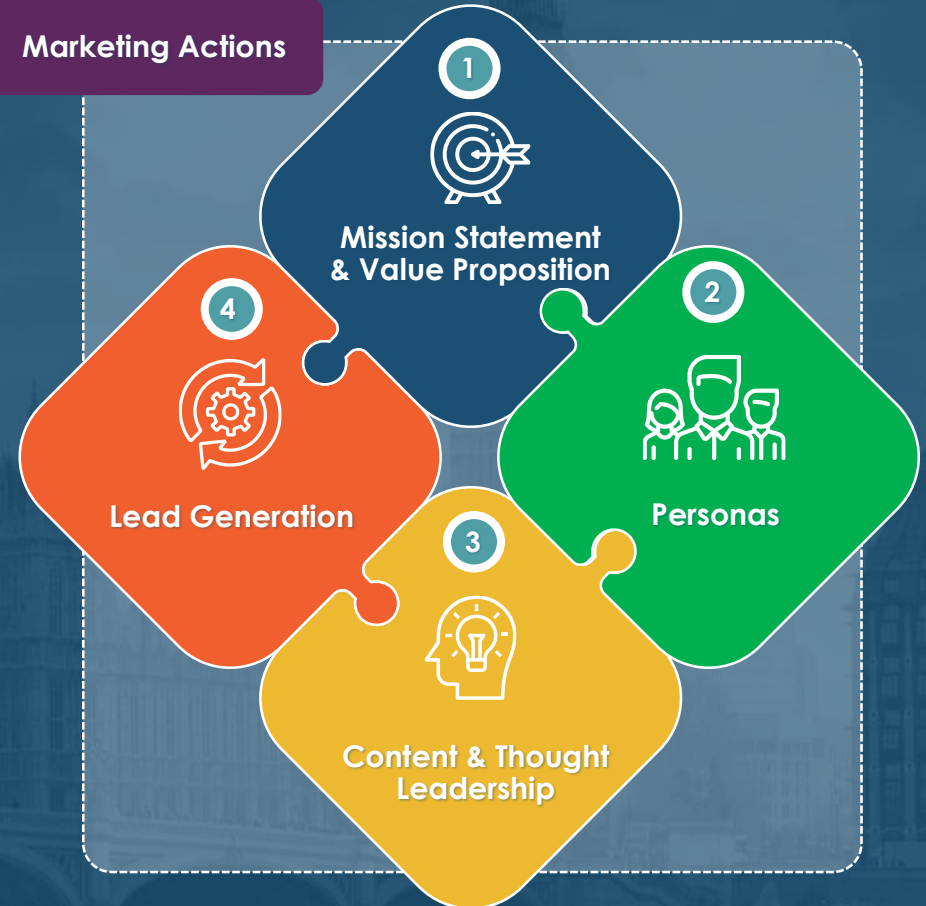 Marketing Actions
1
Mission Statement
& Value Proposition
2
Personas
3
Content & Thought
Leadership
4
Lead Generation